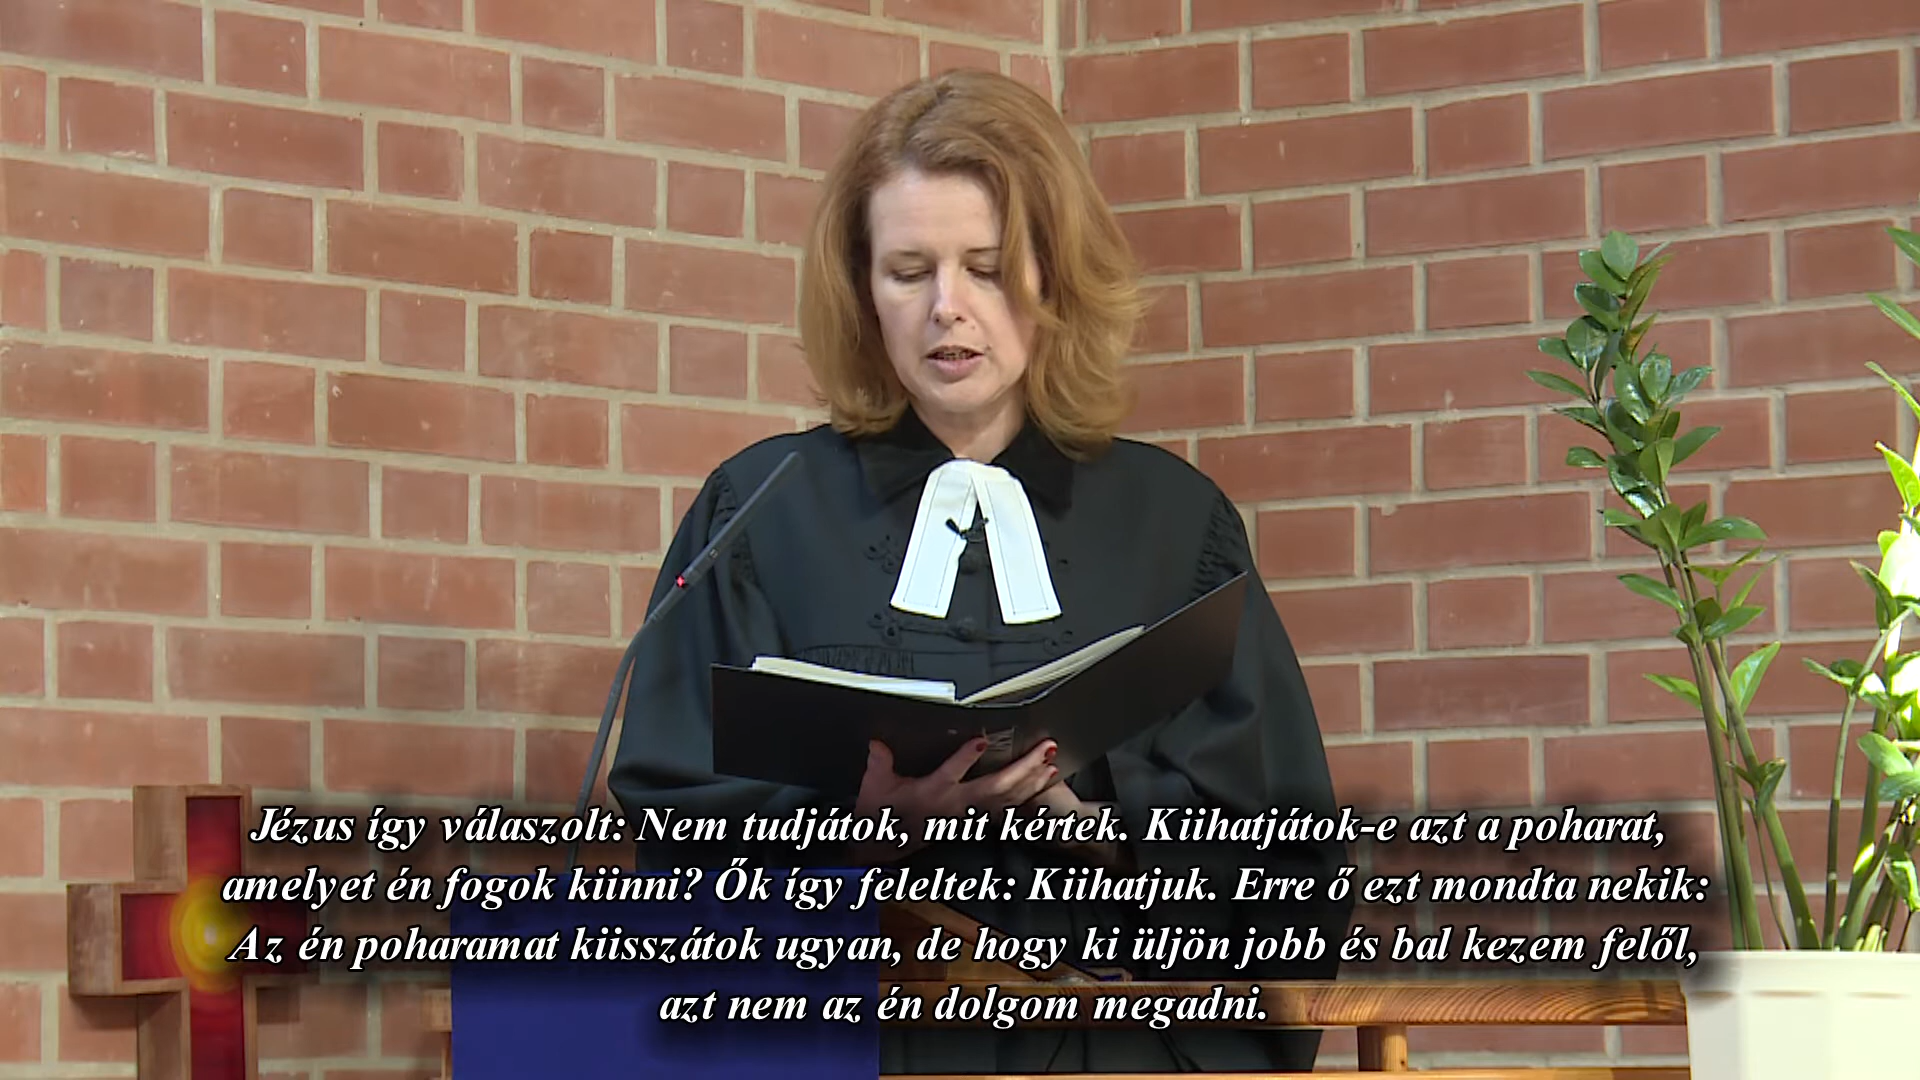 Jézus így válaszolt: Nem tudjátok, mit kértek. Kiihatjátok-e azt a poharat,
amelyet én fogok kiinni? Ők így feleltek: Kiihatjuk. Erre ő ezt mondta nekik:
Az én poharamat kiisszátok ugyan, de hogy ki üljön jobb és bal kezem felől,
azt nem az én dolgom megadni.